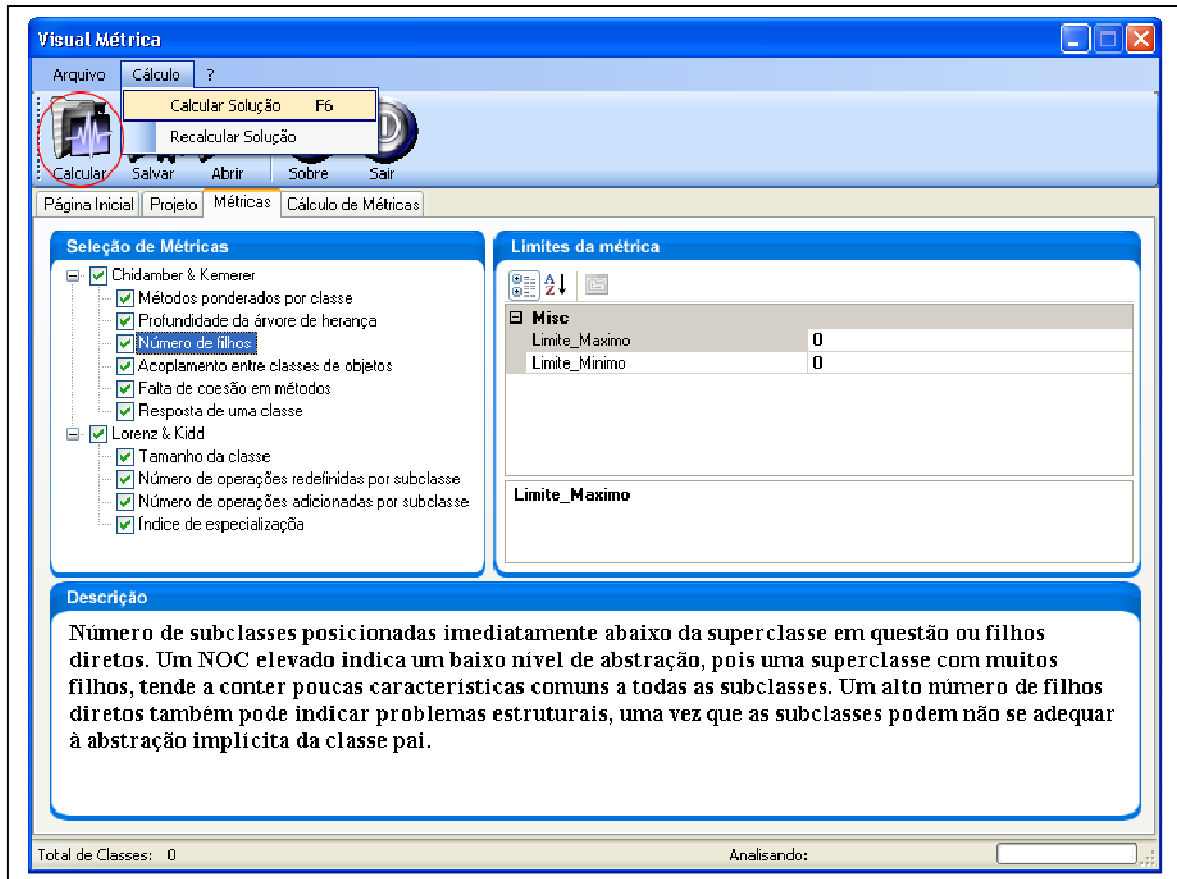 Visual Métrica
Arquivo Cálculo ?
Calcular Solução F6
Recalcular Solução
Calcular Salvar Abrir Sobre Sair
Página Inicial Projeto Métricas Cálculo de Métricas
Seleção de Métricas
Chidamber & Kemerer
Métodos ponderados por classe
Profundidade da árvore de herança
Número de filhos
Acoplamento entre classes de objetos
Falta de coesão em métodos
Resposta de uma classe
Lorenz & Kidd
Tamanho da classe
Número de operações redefinidas por subclasse
Número de operações adicionadas por subclasse
Índice de especializaçõa
Limites da métrica
Misc
Limite_Maximo 0
Limite_Minimo 0
Limite_Maximo
Descrição
Número de subclasses posicionadas imediatamente abaixo da superclasse em questão ou filhos
diretos. Um NOC elevado indica um baixo nível de abstração, pois uma superclasse com muitos
filhos, tende a conter poucas características comuns a todas as subclasses. Um alto número de filhos
diretos também pode indicar problemas estruturais, uma vez que as subclasses podem não se adequar
à abstração implícita da classe pai.
Total de Classes: 0 Analisando: